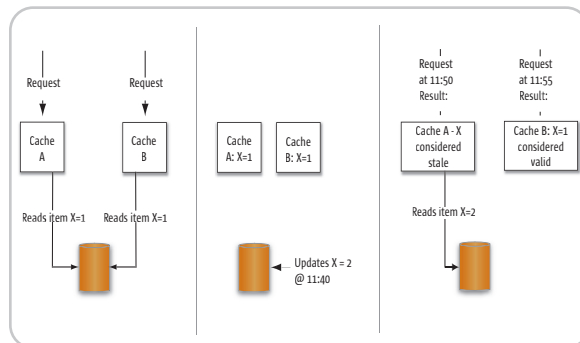 Request
Request
Cache
A
Cache
B
Reads item X=1
Reads item X=1
Cache
A: X=1
Cache
B: X=1
Updates X = 2
@ 11:40
Request
at 11:50
Result:
Request
at 11:55
Result:
Cache A - X
considered
stale
Cache B: X=1
considered
valid
Reads item X=2